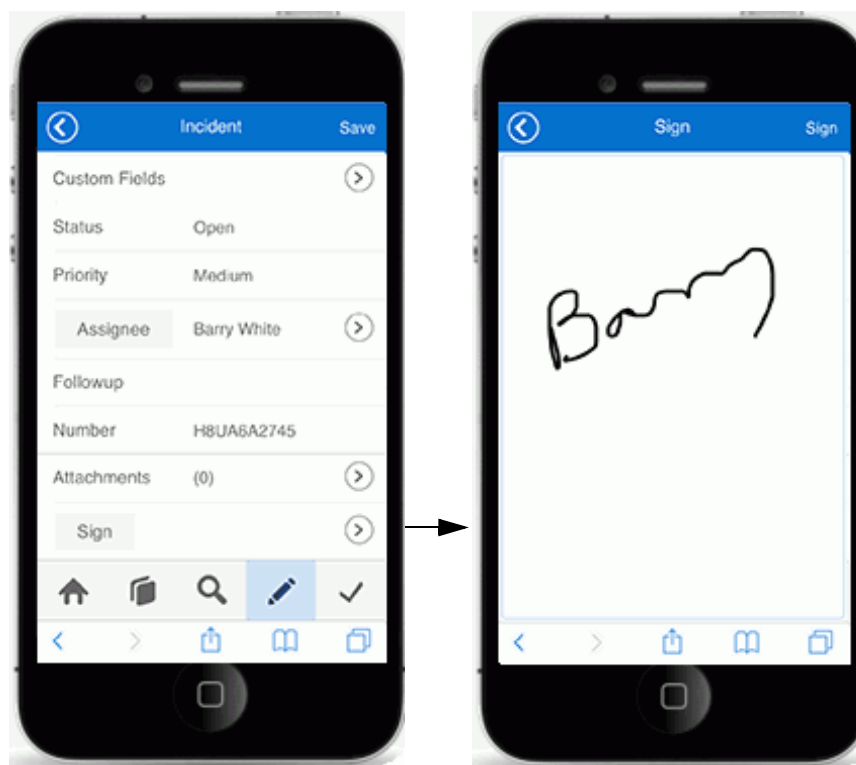 Incident Save
Custom Fields
Status Open
Priority Medium
Assignee Barry White
Followup
Number H8UA6A2745
Attachments (0)
Sign
Sign Sign
Barry